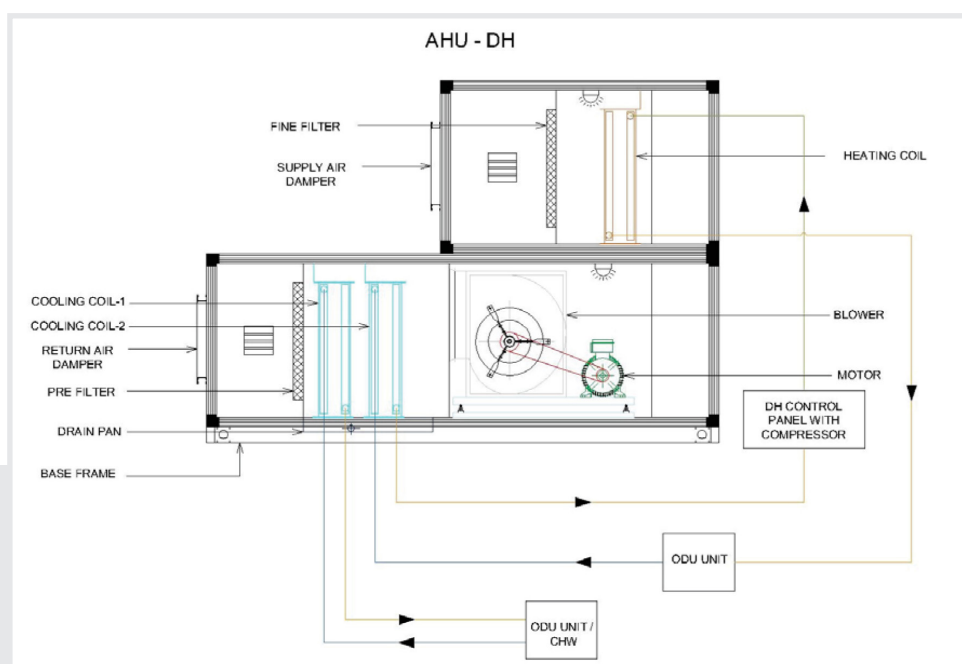 AHU - DH
FINE FILTER
SUPPLY AIR
DAMPER
HEATING COIL
COOLING COIL-1
COOLING COIL-2
RETURN AIR
DAMPER
PRE FILTER
DRAIN PAN
BASE FRAME
BLOWER
MOTOR
DH CONTROL
PANEL WITH
COMPRESSOR
ODU UNIT
ODU UNIT /
CHW